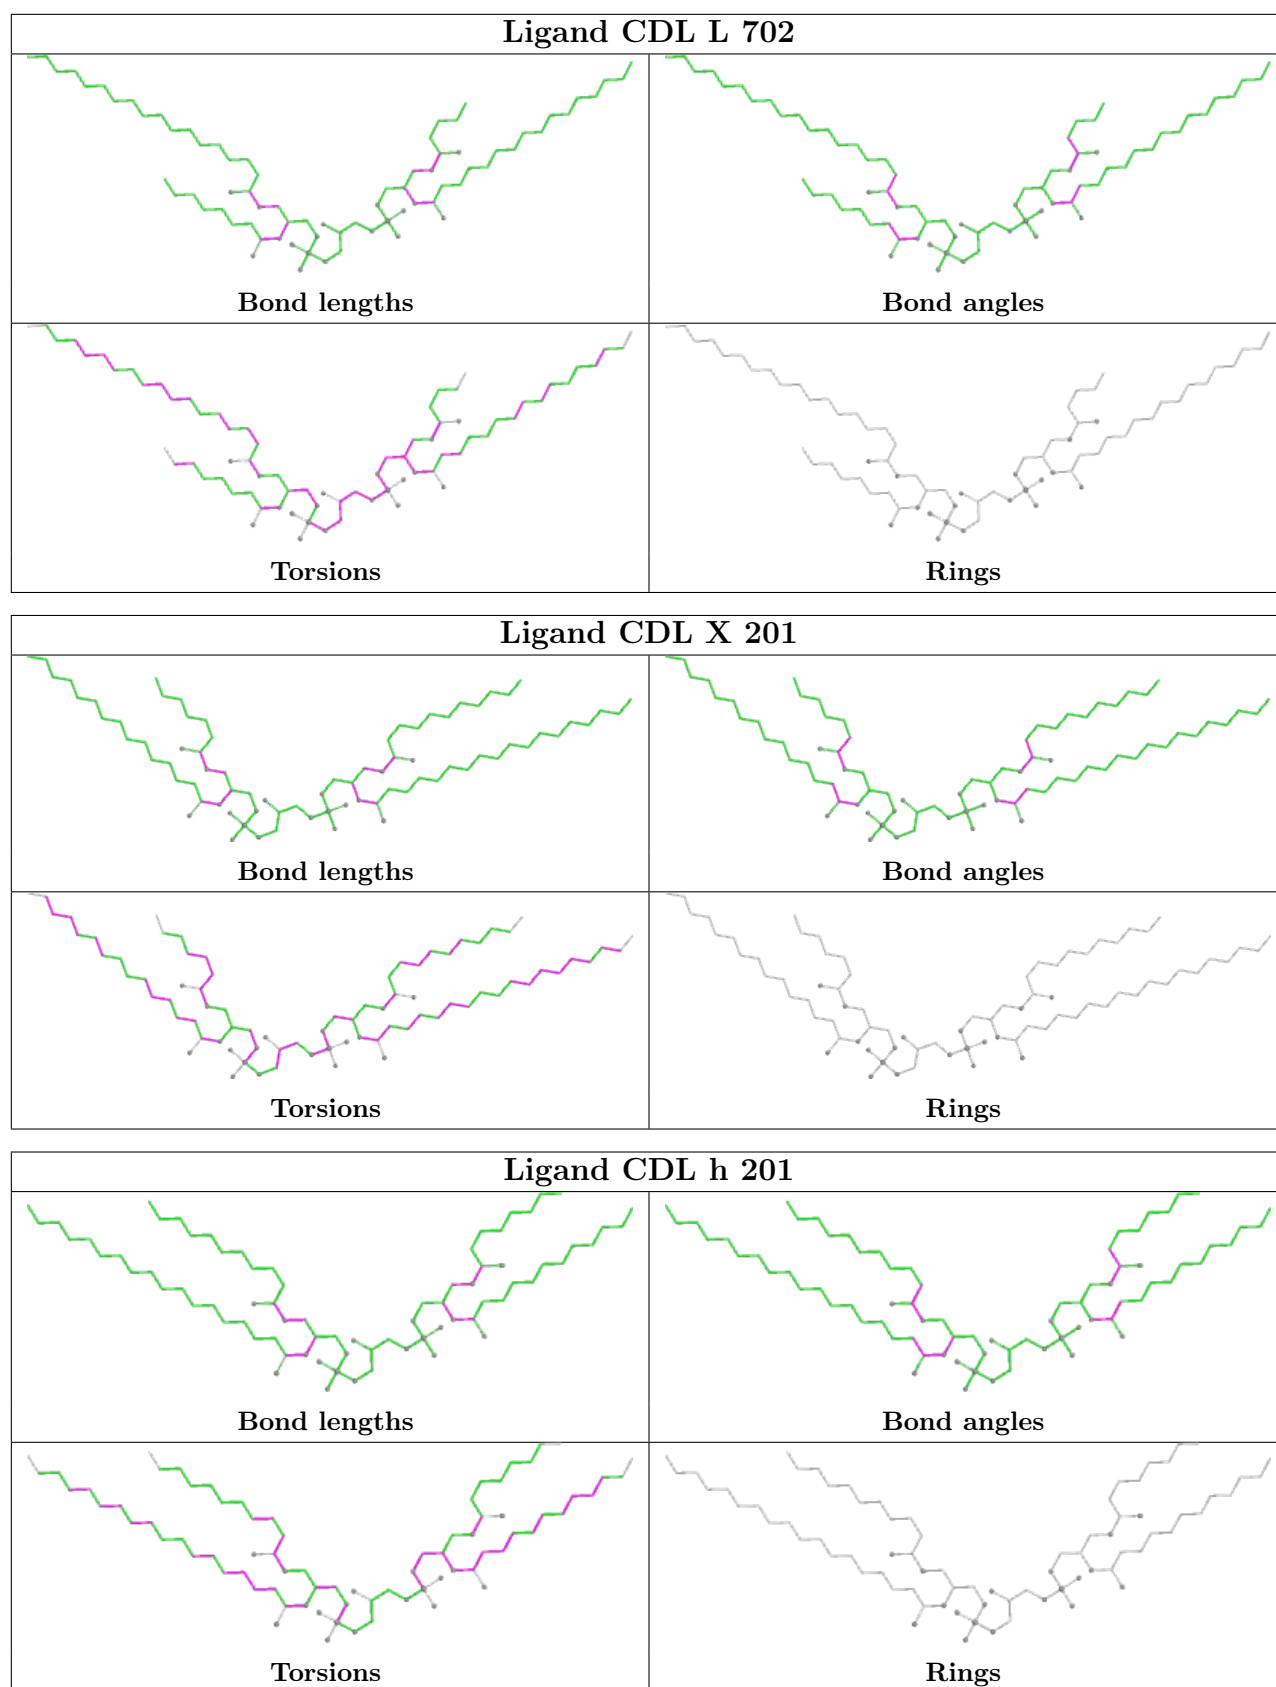 Ligand CDL L 702
Bond lengths
Bond angles
Torsions
Rings
Ligand CDL X 201
Bond lengths
Bond angles
Torsions
Rings
Ligand CDL h 201
Bond lengths
Bond angles
Torsions
Rings